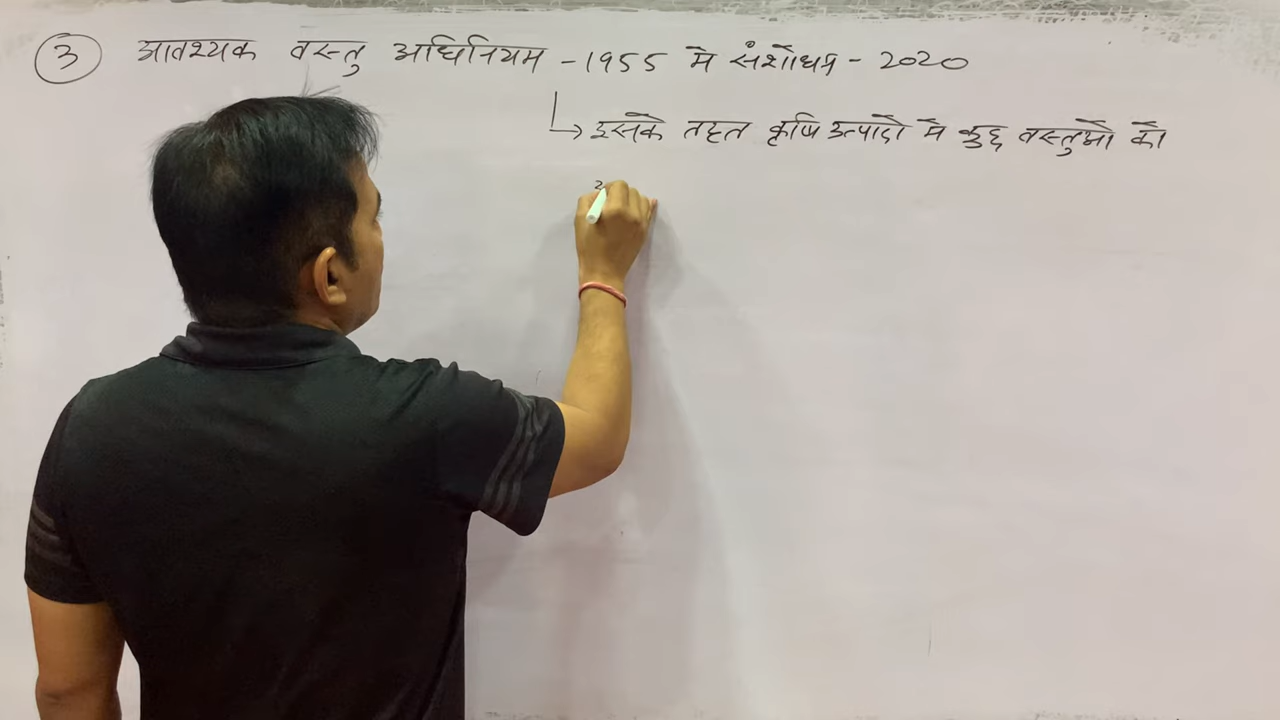 ③ आवश्यक वस्तु अधिनियम - 1955 मे संशोधन - 2020
↳ इसके तहत कृषि उत्पादो मे कुछ वस्तुओ को